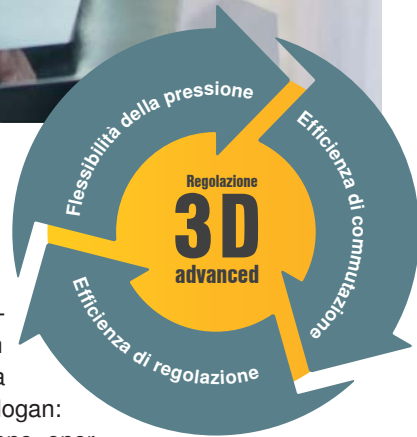 Flessibilità della pressione
Efficienza di commutazione
Regolazione
3D
advanced
Efficienza di regolazione
logan: